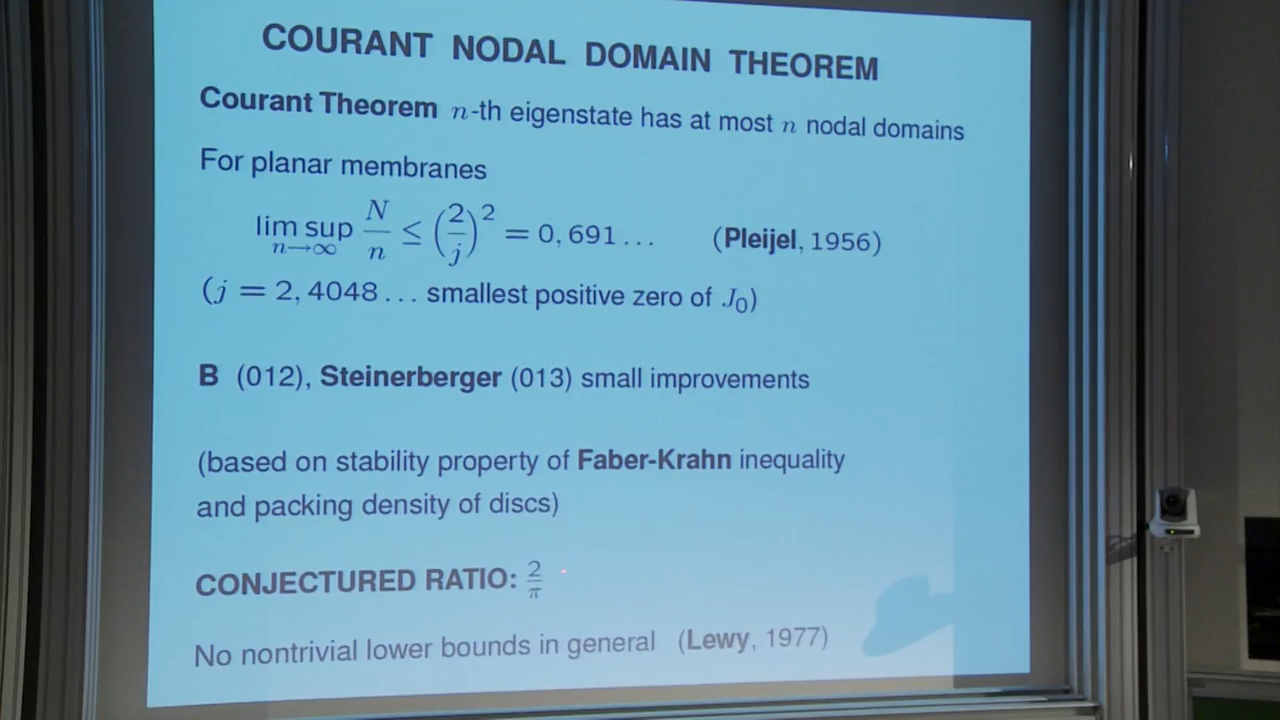 COURANT NODAL DOMAIN THEOREM
Courant Theorem n-th eigenstate has at most n nodal domains
For planar membranes
lim sup_{n→∞} N/n ≤ (2/j)^2 = 0, 691 ... (Pleijel, 1956)
(j = 2, 4048 ... smallest positive zero of J_0)
B (012), Steinerberger (013) small improvements
(based on stability property of Faber-Krahn inequality
and packing density of discs)
CONJECTURED RATIO: 2/π
No nontrivial lower bounds in general (Lewy, 1977)